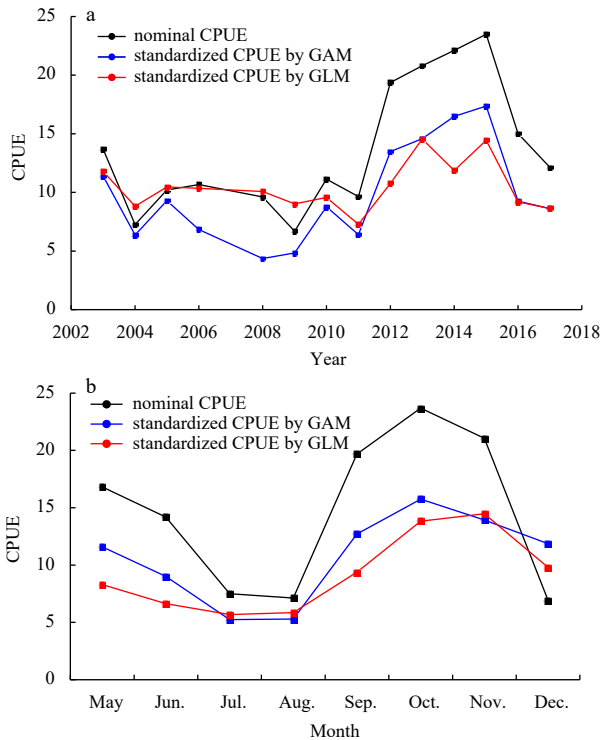 a
nominal CPUE
standardized CPUE by GAM
standardized CPUE by GLM
25
20
15
10
5
0
CPUE
2002 2004 2006 2008 2010 2012 2014 2016 2018
Year
b
nominal CPUE
standardized CPUE by GAM
standardized CPUE by GLM
25
20
15
10
5
0
CPUE
May Jun. Jul. Aug. Sep. Oct. Nov. Dec.
Month